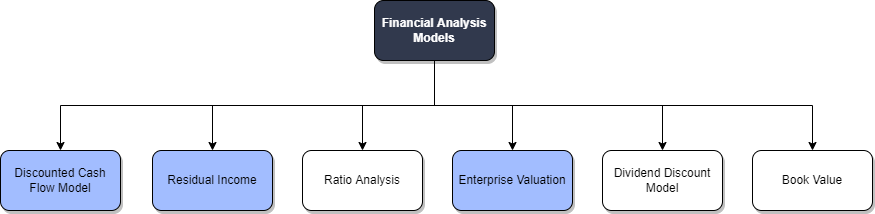 Financial Analysis
Models
Discounted Cash
Flow Model
Residual Income
Ratio Analysis
Enterprise Valuation
Dividend Discount
Model
Book Value